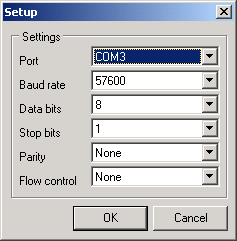 Setup
Settings
Port COM3
Baud rate 57600
Data bits 8
Stop bits 1
Parity None
Flow control None
OK Cancel